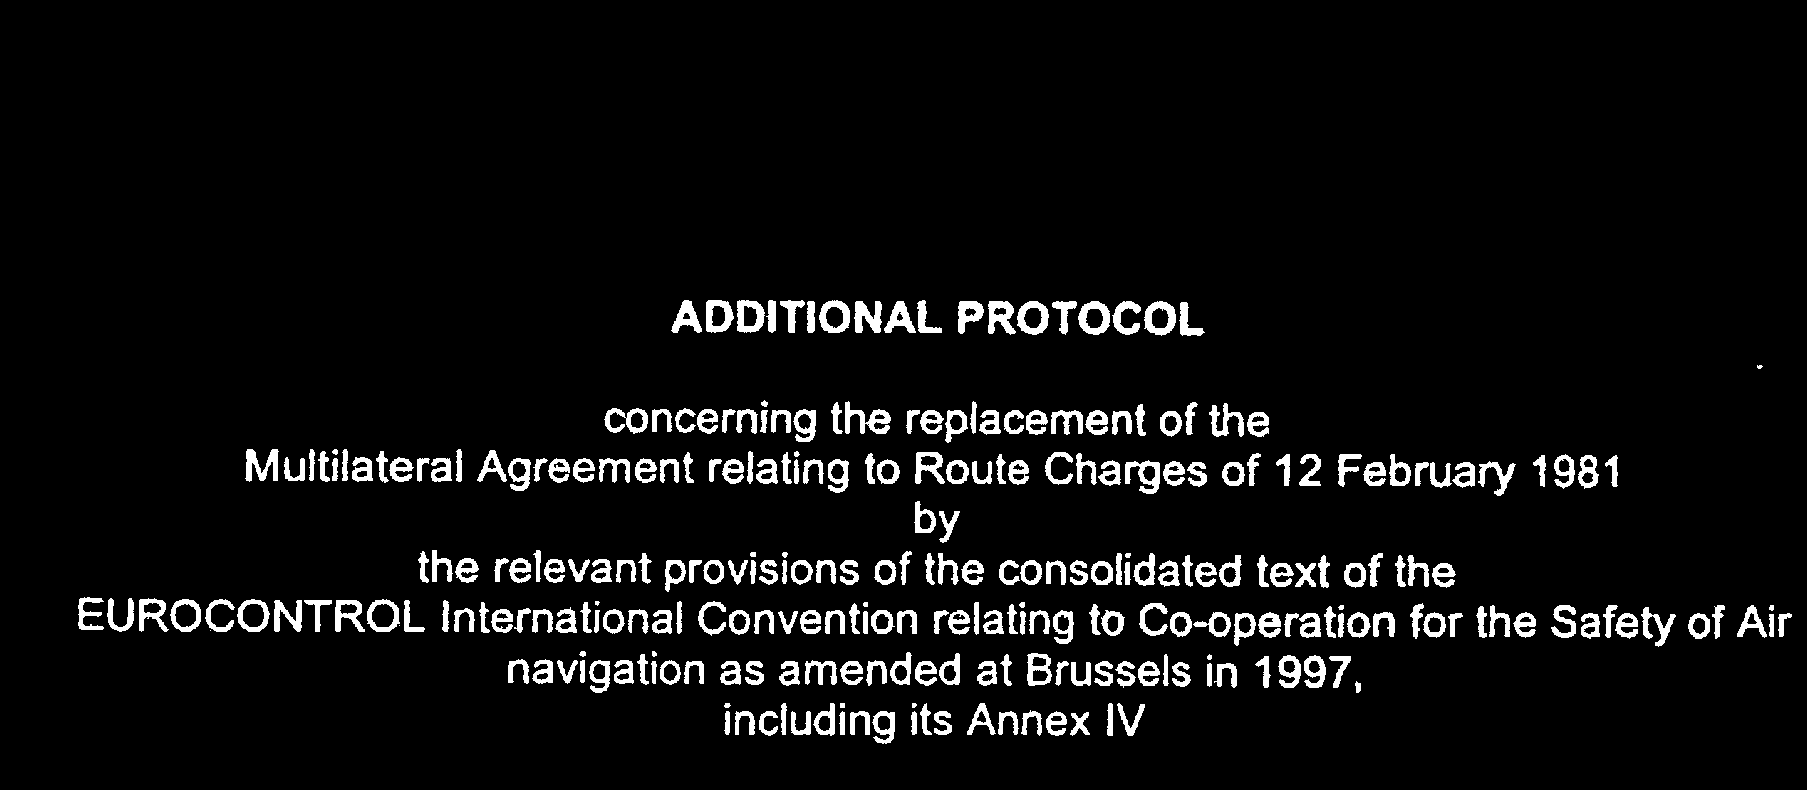 ADDITIONAL PROTOCOL
concerning the replacement of the
Multilateral Agreement relating to Route Charges of 12 February 1981
by
the relevant provisions of the consolidated text of the
EUROCONTROL International Convention relating to Co-operation for the Safety of Air
navigation as amended at Brussels in 1997,
including its Annex IV